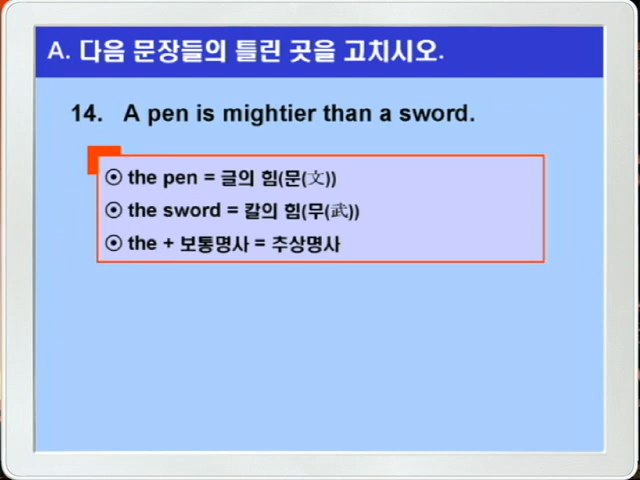 A. 다음 문장들의 틀린 곳을 고치시오.
14. A pen is mightier than a sword.
⊙ the pen = 글의 힘(문(文))
⊙ the sword = 칼의 힘(무(武))
⊙ the + 보통명사 = 추상명사